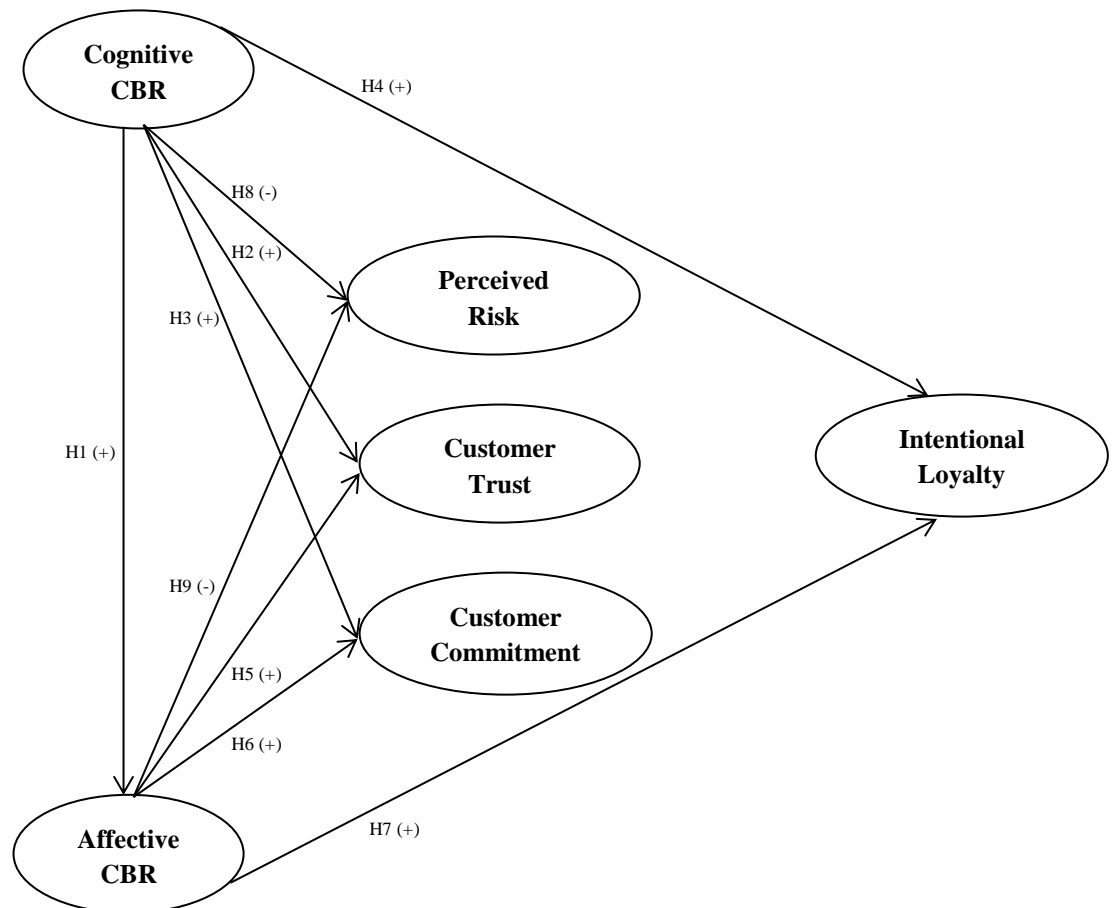 Cognitive
CBR
H4 (+)
H8 (-)
H2 (+)
Perceived
Risk
H3 (+)
H1 (+)
Customer
Trust
Intentional
Loyalty
H9 (-)
Customer
Commitment
H5 (+)
H6 (+)
H7 (+)
Affective
CBR